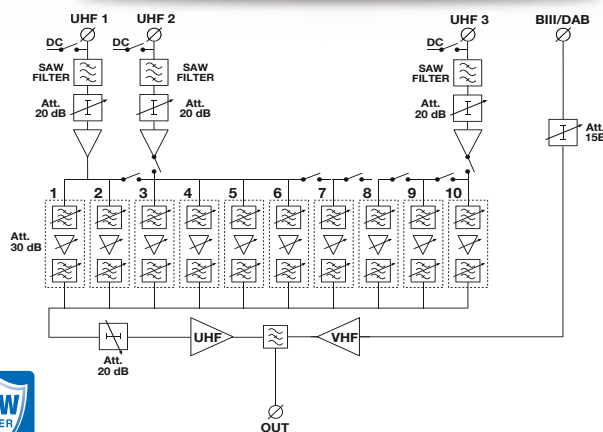 UHF 1 UHF 2 UHF 3 BIII/DAB
DC DC DC
SAW FILTER
SAW FILTER
SAW FILTER
Att. 20 dB
Att. 20 dB
Att. 20 dB
Att.
1 2 3 4 5 6 7 8 9 10
Att. 30 dB
UHF VHF
Att. 20 dB
OUT